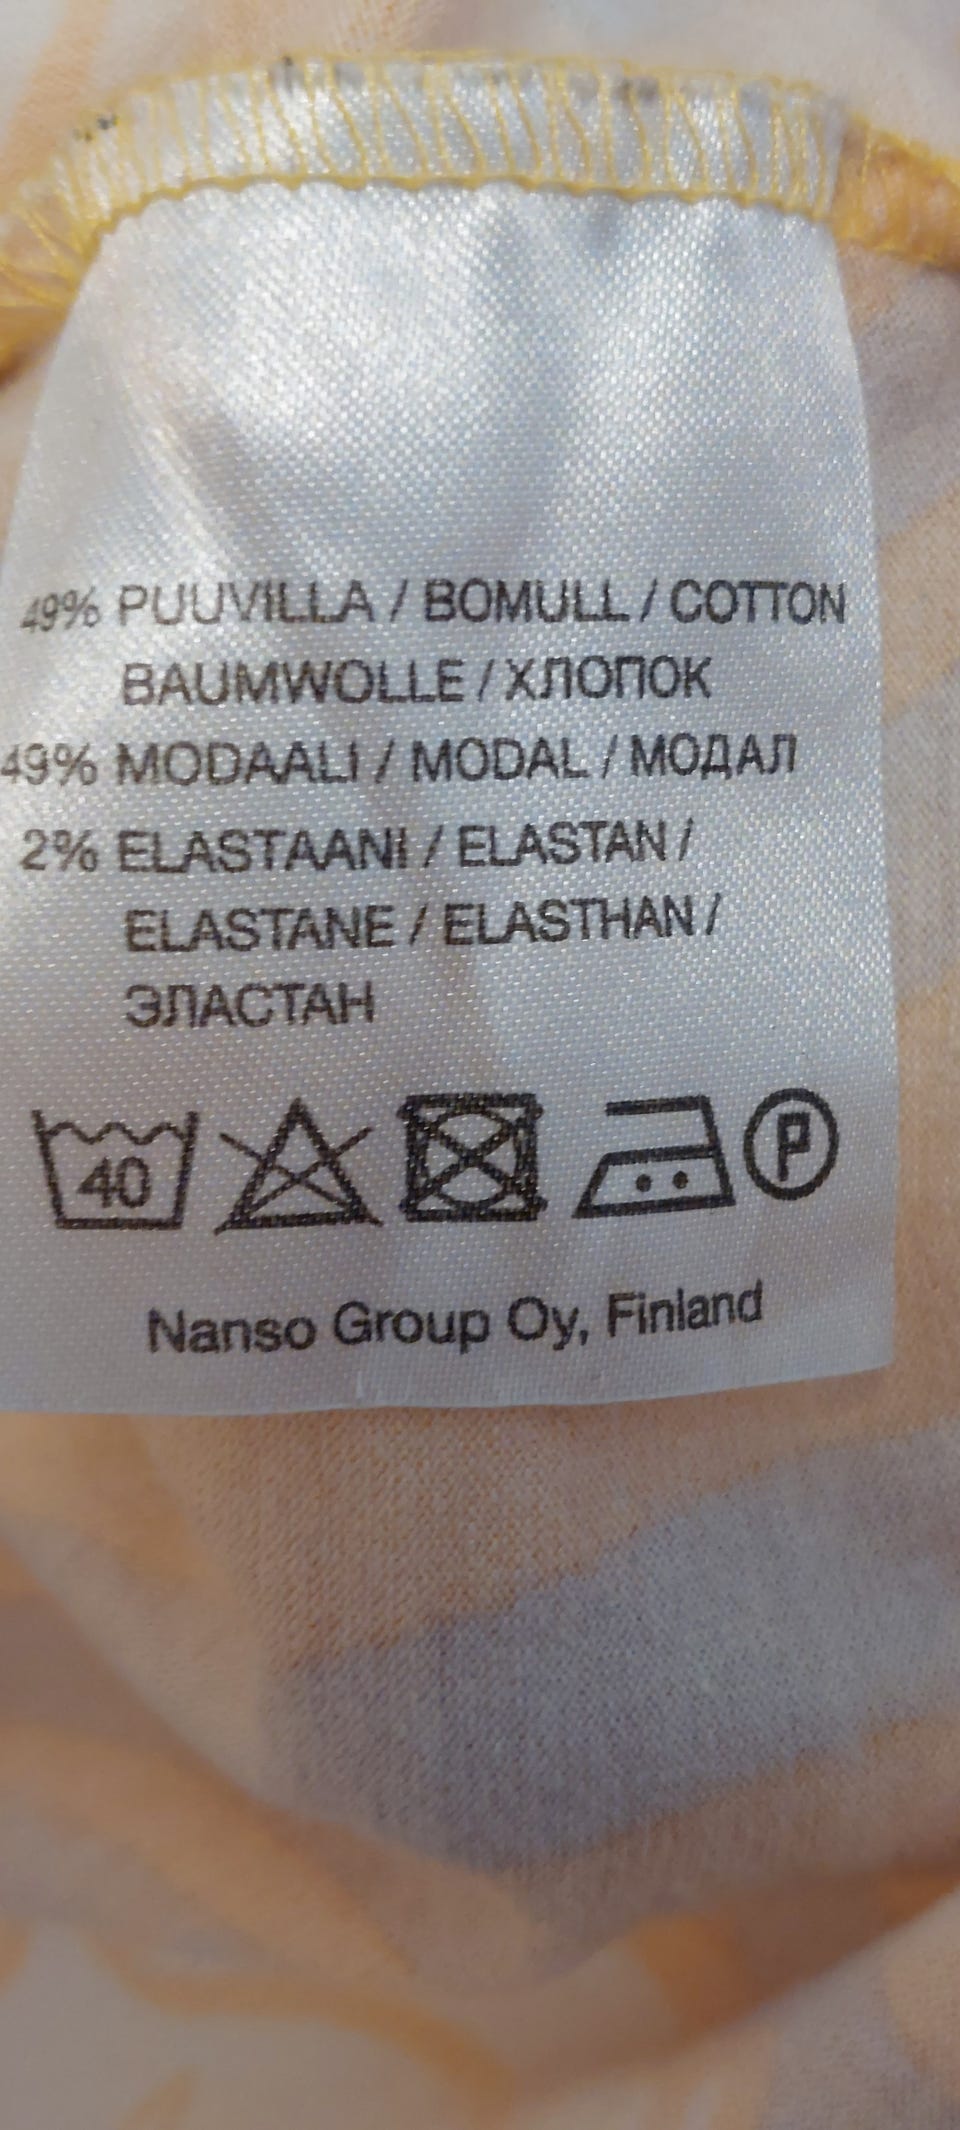 49% PUUVILLA / BOMULL / COTTON
BAUMWOLLE / ХЛОПОК
49% MODAALI / MODAL / МОДАЛ
2% ELASTAANI / ELASTAN /
ELASTANE / ELASTHAN /
ЭЛАСТАН
40 P
Nanso Group Oy, Finland